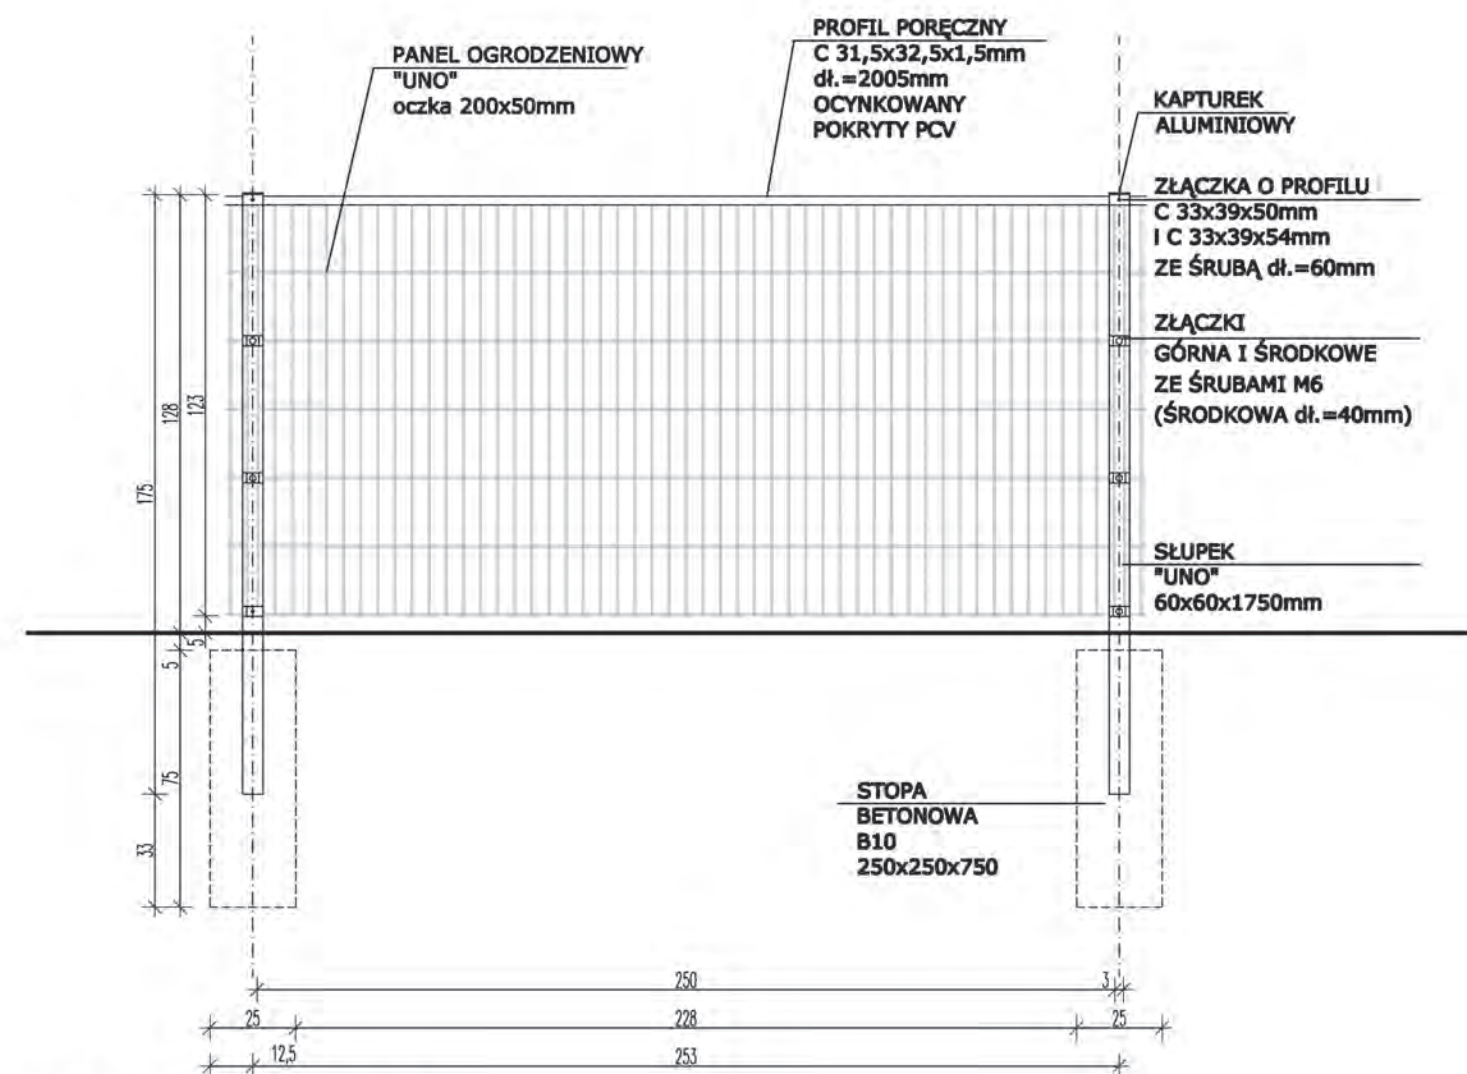 PROFIL PORĘCZNY
C 31,5x32,5x1,5mm
dł.=2005mm
OCYNKOWANY
POKRYTY PCV
PANEL OGRODZENIOWY
"UNO"
oczka 200x50mm
KAPTUREK
ALUMINIOWY
ZŁĄCZKA O PROFILU
C 33x39x50mm
I C 33x39x54mm
ZE ŚRUBĄ dł.=60mm
ZŁĄCZKI
GÓRNA I ŚRODKOWE
ZE ŚRUBAMI M6
(ŚRODKOWA dł.=40mm)
SŁUPEK
"UNO"
60x60x1750mm
175
128
123
5
5
75
33
STOPA
BETONOWA
B10
250x250x750
250
3
25
228
25
12,5
253